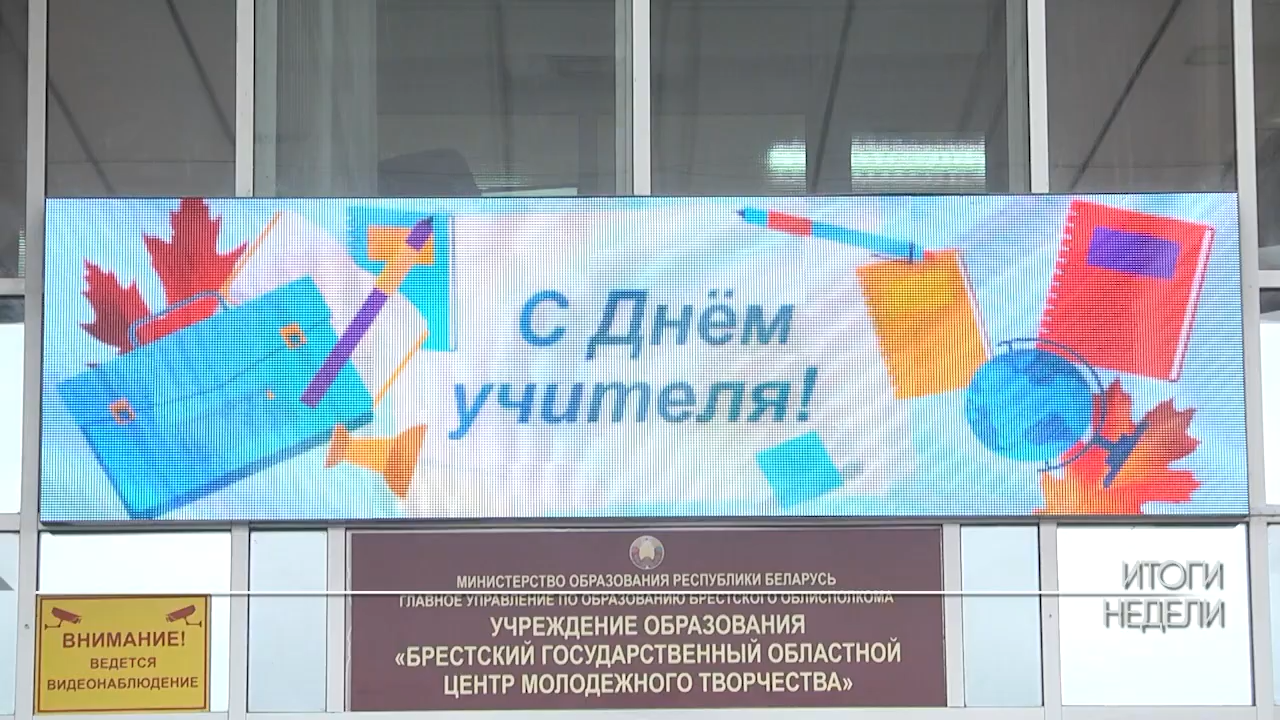 С Днём
учителя!
МИНИСТЕРСТВО ОБРАЗОВАНИЯ РЕСПУБЛИКИ БЕЛАРУСЬ
ГЛАВНОЕ УПРАВЛЕНИЕ ПО ОБРАЗОВАНИЮ БРЕСТСКОГО ОБЛИСПОЛКОМА
УЧРЕЖДЕНИЕ ОБРАЗОВАНИЯ
«БРЕСТСКИЙ ГОСУДАРСТВЕННЫЙ ОБЛАСТНОЙ
ЦЕНТР МОЛОДЕЖНОГО ТВОРЧЕСТВА»
ВНИМАНИЕ!
ВЕДЕТСЯ
ВИДЕОНАБЛЮДЕНИЕ
ИТОГИ
НЕДЕЛИ